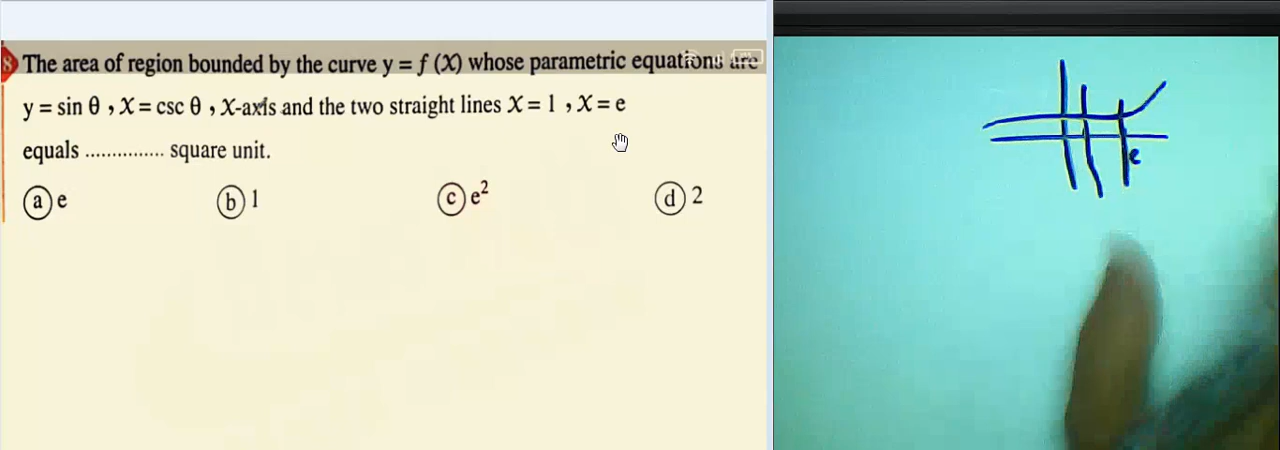 8 The area of region bounded by the curve y = f (X) whose parametric equations are
y = sin θ , X = csc θ , X-axis and the two straight lines X = 1 , X = e
equals ............... square unit.
ⓐ e ⓑ 1 ⓒ e² ⓓ 2
e